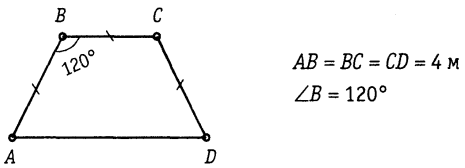 B
C
120°
AB = BC = CD = 4 м
∠B = 120°
A
D